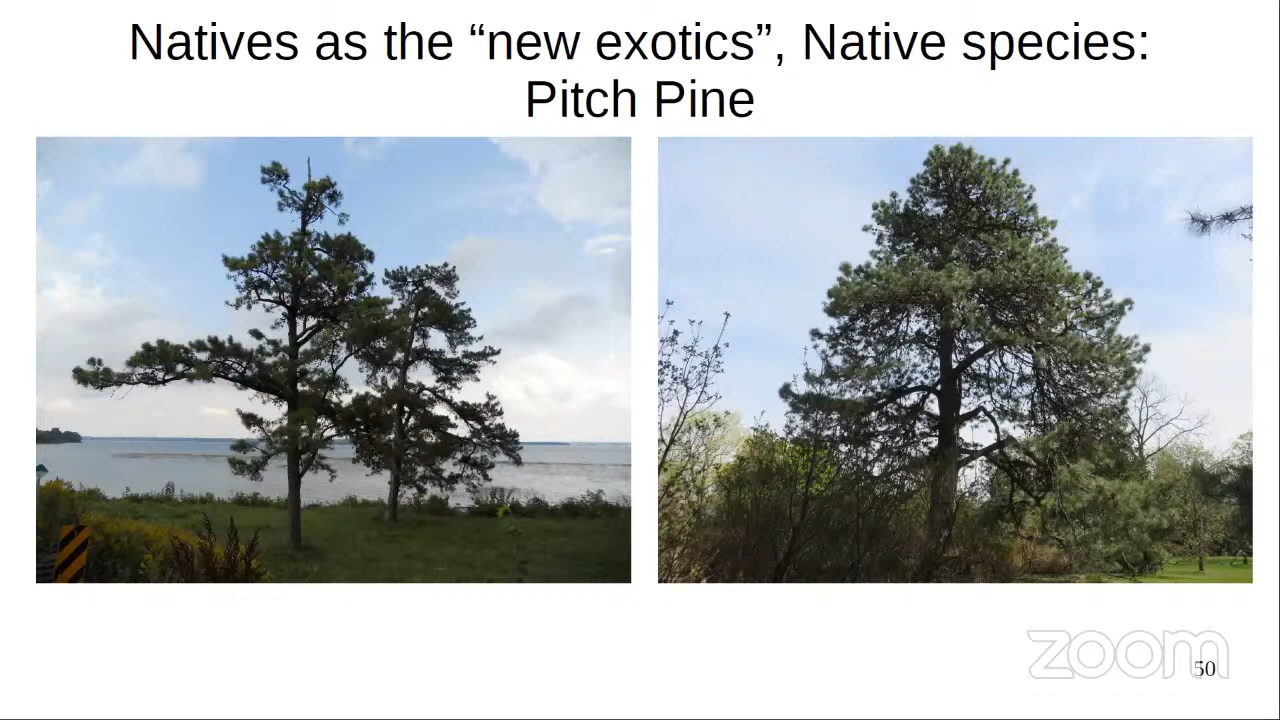 Natives as the “new exotics”, Native species:
Pitch Pine
zoom
50